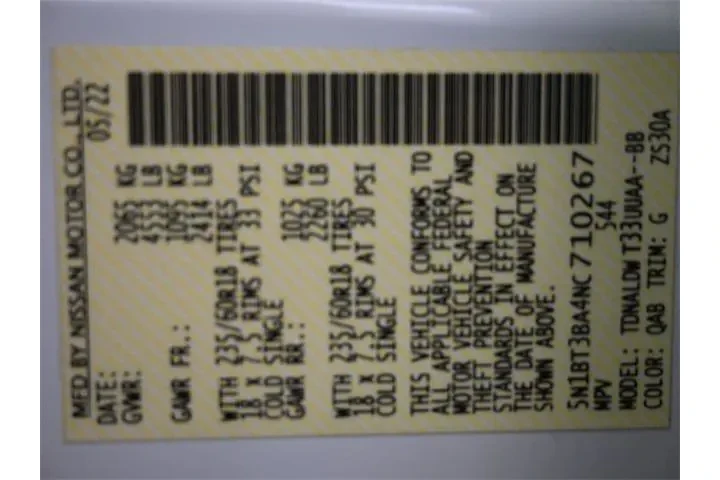 MFD BY NISSAN MOTOR CO., LTD.
DATE: 05/22
GVWR: 2065 KG
4553 LB
GAWR FR.: 1095 KG
2414 LB
WITH 235/60R18 TIRES
18 X 7.5 RIMS AT 33 PSI
COLD SINGLE
GAWR RR.: 1025 KG
2260 LB
WITH 235/60R18 TIRES
18 X 7.5 RIMS AT 30 PSI
COLD SINGLE
THIS VEHICLE CONFORMS TO
ALL APPLICABLE FEDERAL
MOTOR VEHICLE SAFETY AND
THEFT PREVENTION
STANDARDS IN EFFECT ON
THE DATE OF MANUFACTURE
SHOWN ABOVE.
5N1BT3BA4NC710267
MPV 544
MODEL: TDNALDWT33UUAA--BB
COLOR: QAB TRIM: G ZS30A